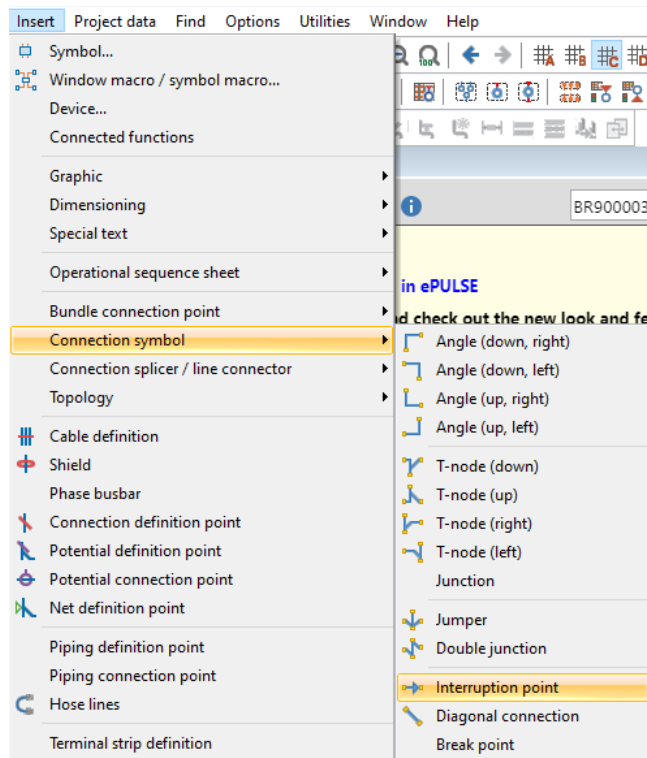 Insert Project data Find Options Utilities Window Help
Symbol...
Window macro / symbol macro...
Device...
Connected functions
Graphic
Dimensioning
Special text
Operational sequence sheet
Bundle connection point
Connection symbol
Connection splicer / line connector
Topology
Cable definition
Shield
Phase busbar
Connection definition point
Potential definition point
Potential connection point
Net definition point
Piping definition point
Piping connection point
Hose lines
Terminal strip definition
100
A B C D
BR900003
in ePULSE
nd check out the new look and fe
Angle (down, right)
Angle (down, left)
Angle (up, right)
Angle (up, left)
T-node (down)
T-node (up)
T-node (right)
T-node (left)
Junction
Jumper
Double junction
Interruption point
Diagonal connection
Break point